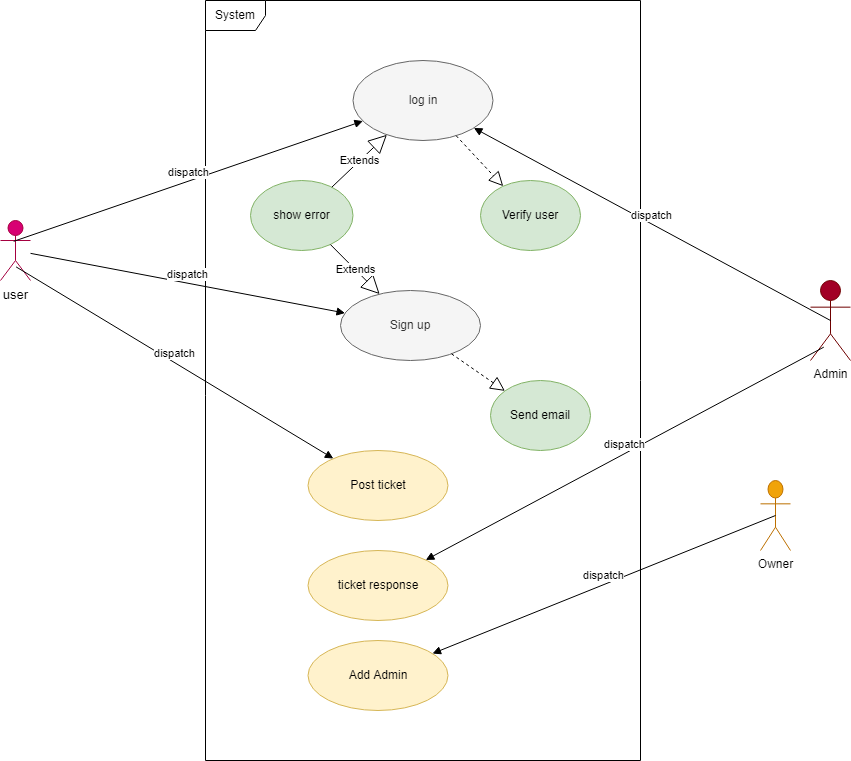 System
log in
dispatch
Extends
show error
Verify user
dispatch
user
dispatch
Extends
Sign up
dispatch
Admin
Send email
dispatch
Post ticket
Owner
ticket response
dispatch
Add Admin